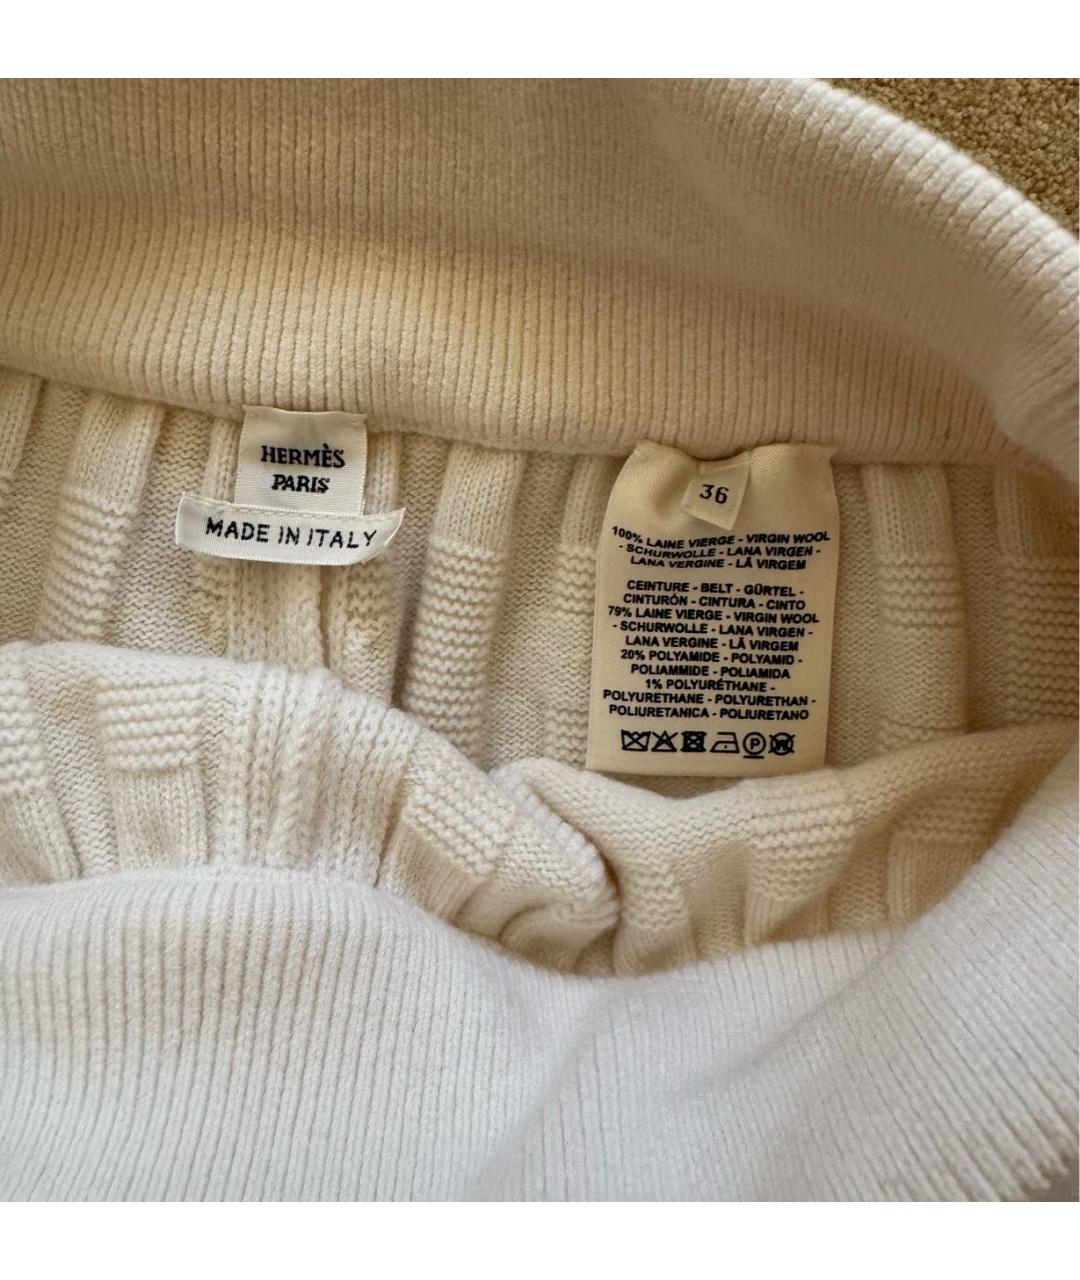 HERMÈS
PARIS
MADE IN ITALY
36
100% LAINE VIERGE - VIRGIN WOOL
- SCHURWOLLE - LANA VIRGEN -
LANA VERGINE - LÃ VIRGEM
CEINTURE - BELT - GÜRTEL -
CINTURÓN - CINTURA - CINTO
79% LAINE VIERGE - VIRGIN WOOL
- SCHURWOLLE - LANA VIRGEN -
LANA VERGINE - LÃ VIRGEM
20% POLYAMIDE - POLYAMID -
POLIAMMIDE - POLIAMIDA
1% POLYURÉTHANE -
POLYURETHANE - POLYURETHAN -
POLIURETANICA - POLIURETANO
P W